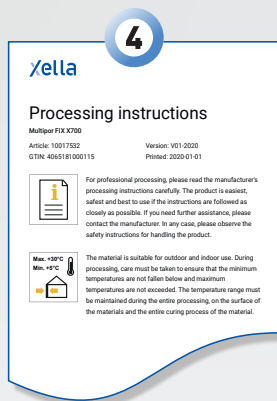 4
Xella
Processing instructions
Multipor FIX X700
Article: 10017532
Version: V01-2020
GTIN: 4065181000115
Printed: 2020-01-01
For professional processing, please read the manufacturer's
processing instructions carefully. The product is easiest,
safest and best to use if the instructions are followed as
closely as possible. If you need further assistance, please
contact the manufacturer. In any case, please observe the
safety instructions for handling the product.
Max. +30°C
Min. +5°C
The material is suitable for outdoor and indoor use. During
processing, care must be taken to ensure that the minimum
temperatures are not fallen below and maximum
temperatures are not exceeded. The temperature range must
be maintained during the entire processing, on the surface of
the materials and the entire curing process of the material.